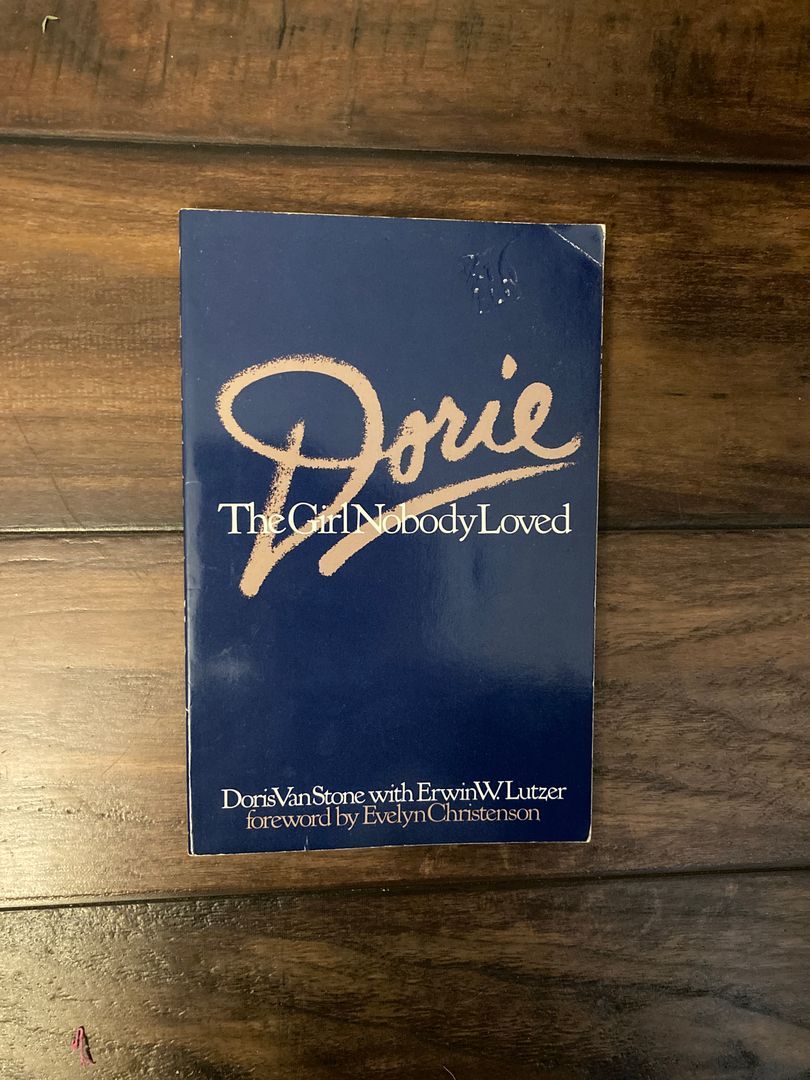 Dorie
The Girl Nobody Loved
Doris Van Stone with Erwin W. Lutzer
foreword by Evelyn Christenson